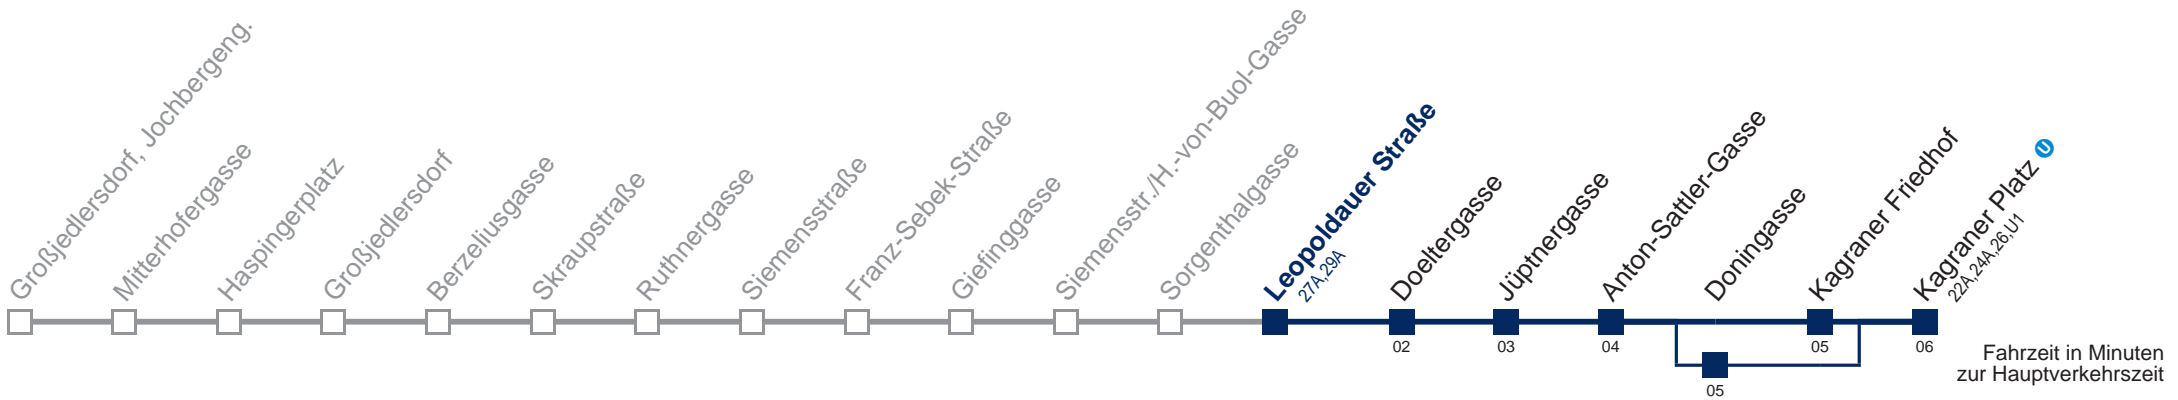 Großjedlersdorf, Jochbergeng.
Mitterhofergasse
Haspingerplatz
Großjedlersdorf
Berzeliusgasse
Skraupstraße
Ruthnergasse
Siemensstraße
Franz-Sebek-Straße
Giefinggasse
Siemensstr./H.-von-Buol-Gasse
Sorgenthalgasse
Leopoldauer Straße
27A,29A
Doeltergasse
Jüptnergasse
Anton-Sattler-Gasse
Doningasse
Kagraner Friedhof
Kagraner Platz U
22A,24A,26,U1
02
03
04
05
06
05
Fahrzeit in Minuten
zur Hauptverkehrszeit